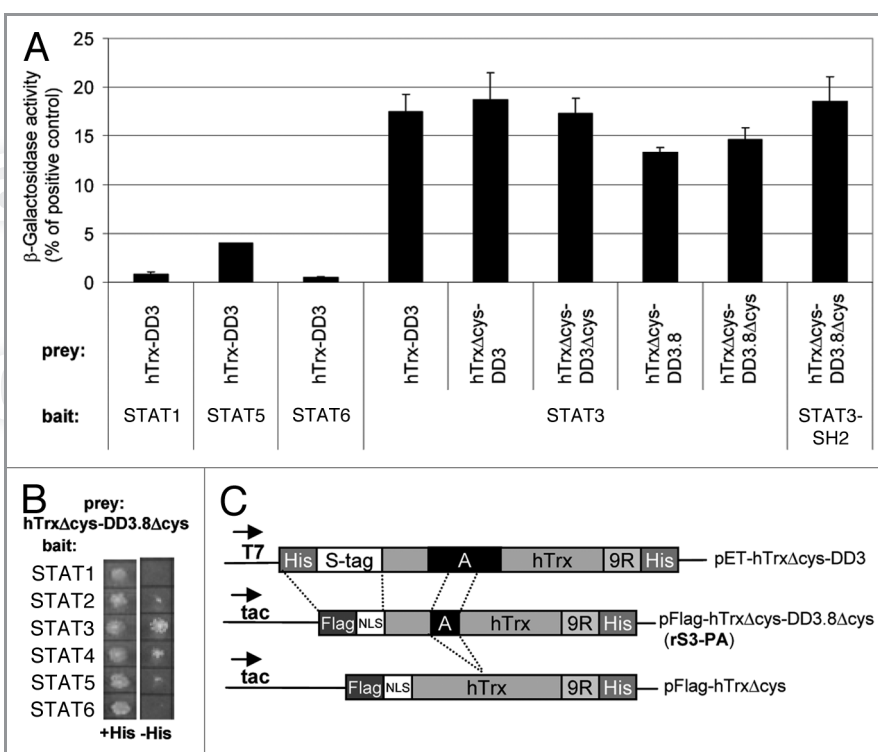 A
β-Galactosidase activity
(% of positive control)
25
20
15
10
5
0
prey:
hTrx-DD3
hTrx-DD3
hTrx-DD3
hTrx-DD3
hTrxΔcys-
DD3
hTrxΔcys-
DD3Δcys
hTrxΔcys-
DD3.8
hTrxΔcys-
DD3.8Δcys
hTrxΔcys-
DD3.8Δcys
bait:
STAT1
STAT5
STAT6
STAT3
STAT3-
SH2
B
prey:
hTrxΔcys-DD3.8Δcys
bait:
STAT1
STAT2
STAT3
STAT4
STAT5
STAT6
+His -His
C
T7
His S-tag A hTrx 9R His
pET-hTrxΔcys-DD3
tac
Flag NLS A hTrx 9R His
pFlag-hTrxΔcys-DD3.8Δcys
(rS3-PA)
tac
Flag NLS hTrx 9R His
pFlag-hTrxΔcys